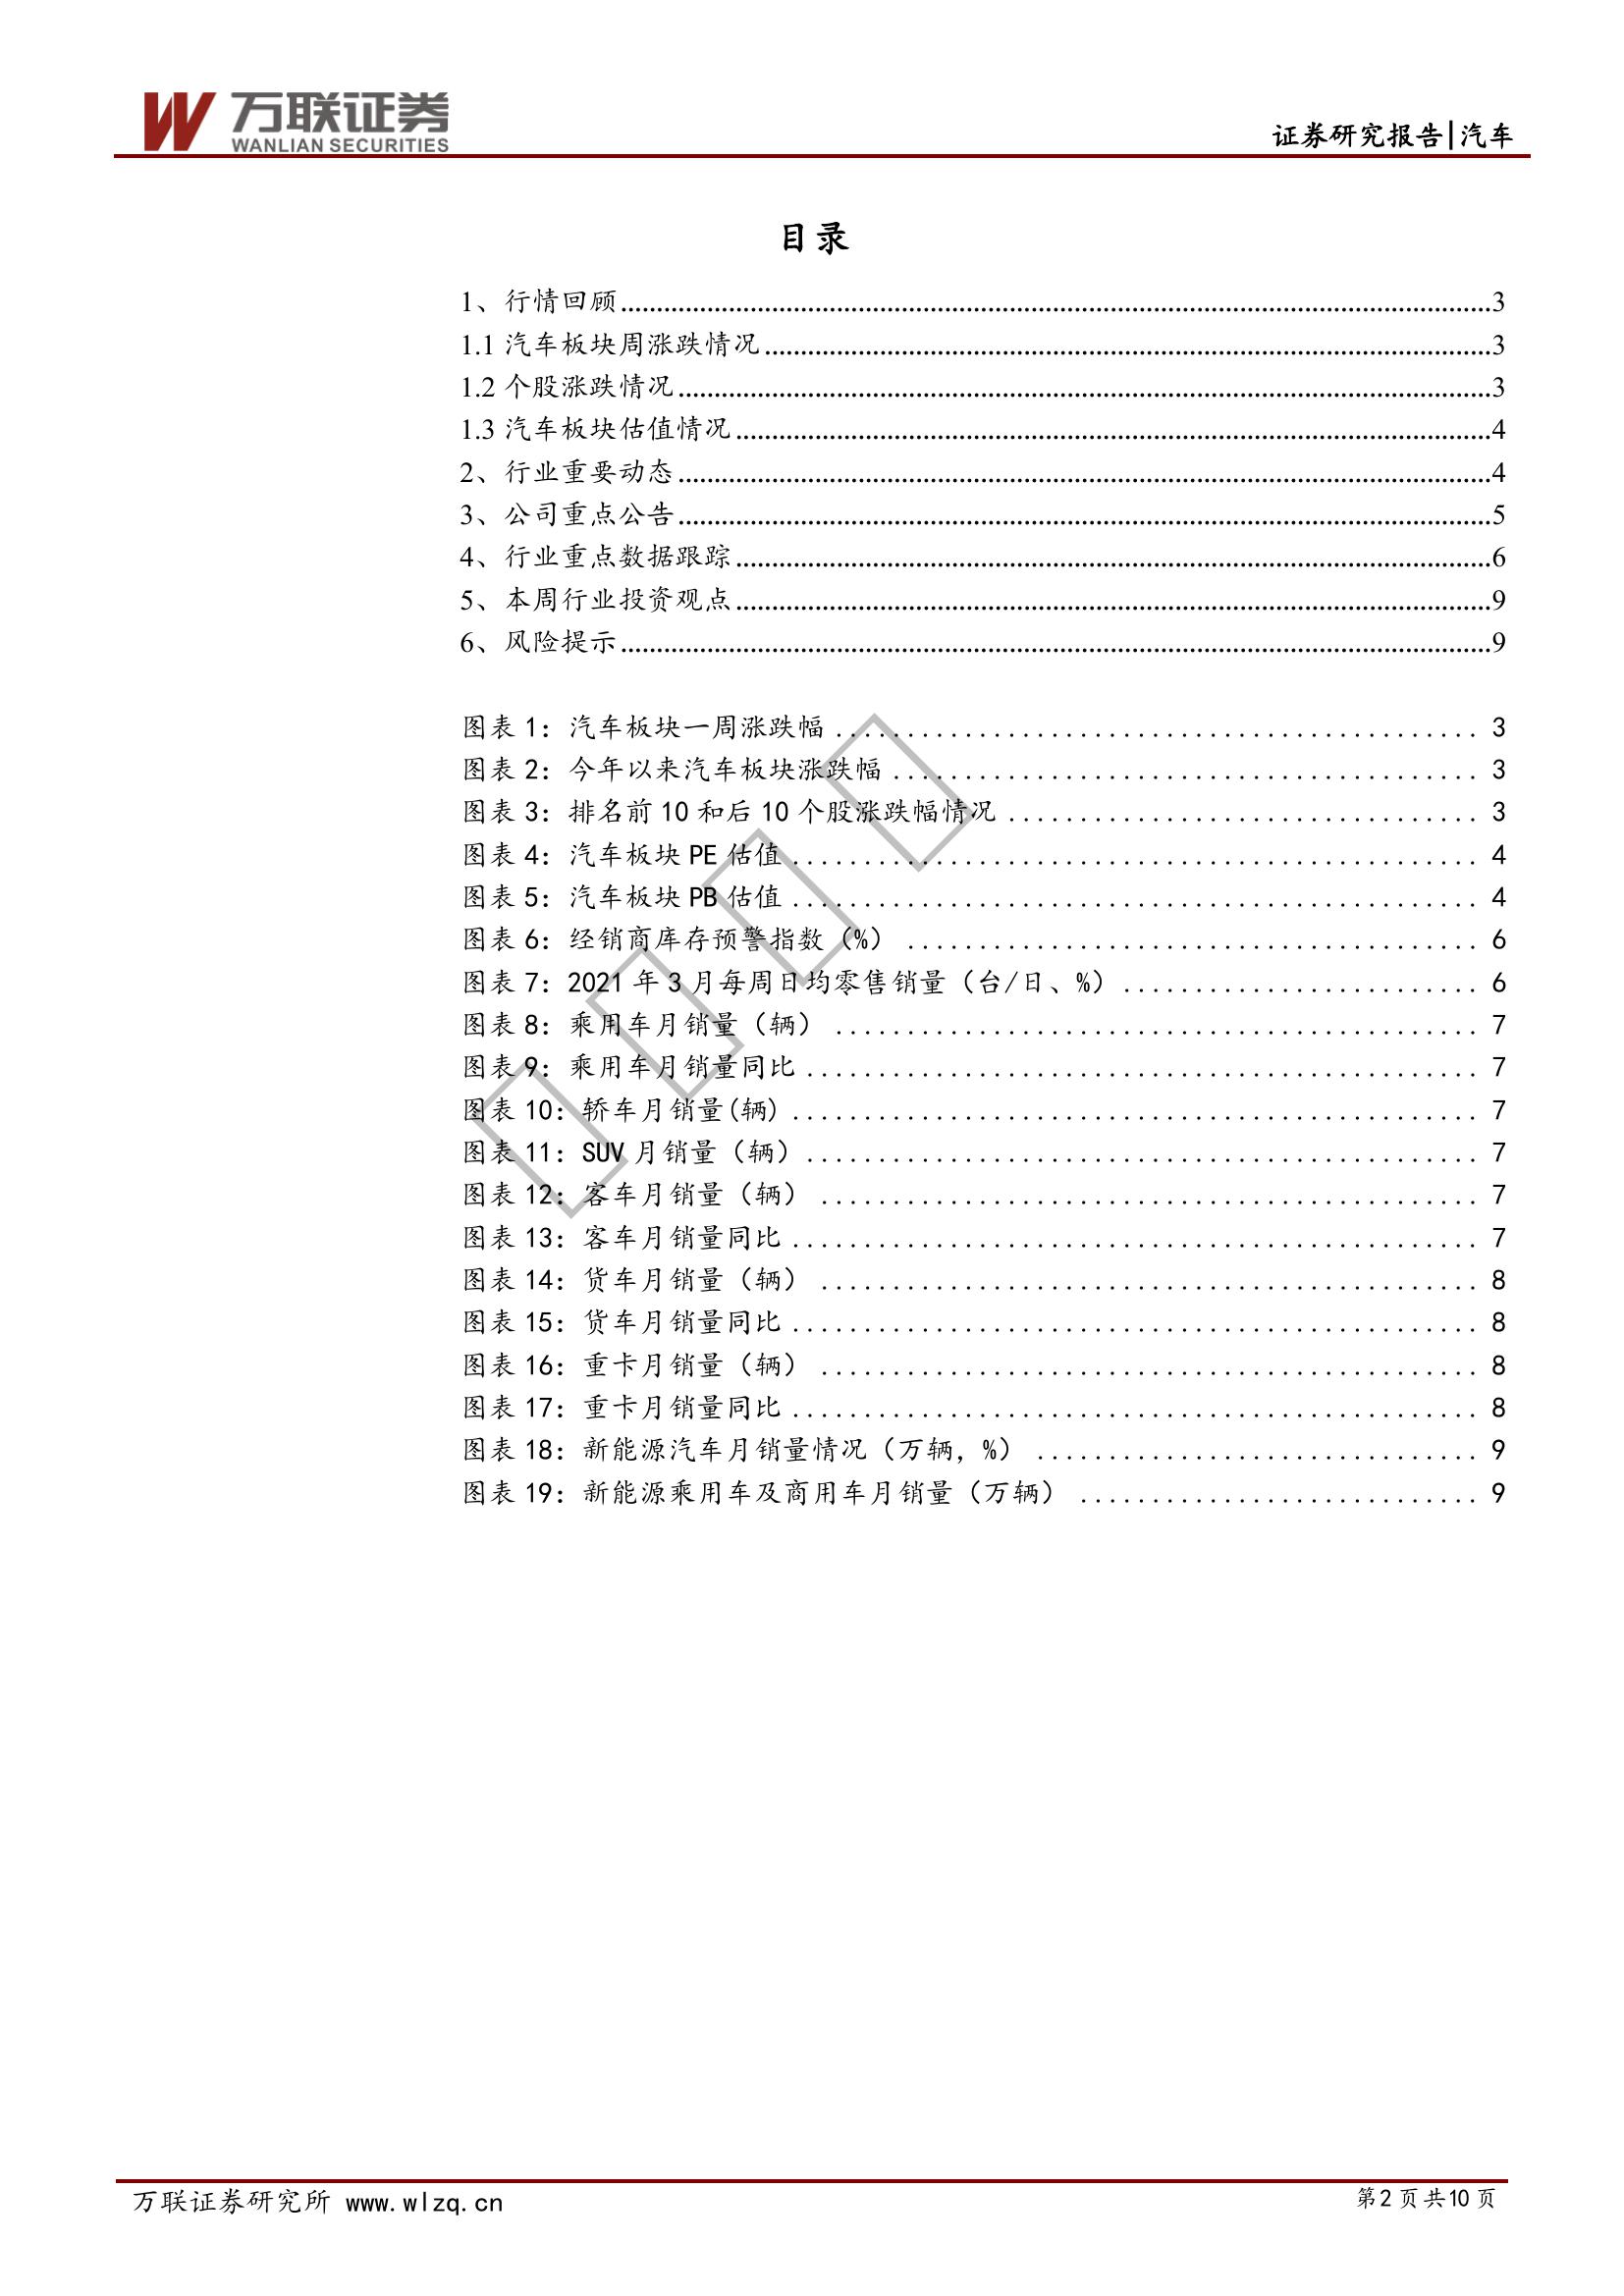 万联证券
WANLIAN SECURITIES
证券研究报告|汽车
目录
1、行情回顾........................3
1.1 汽车板块周涨跌情况........................3
1.2 个股涨跌情况........................3
1.3 汽车板块估值情况........................4
2、行业重要动态........................4
3、公司重点公告........................5
4、行业重点数据跟踪........................6
5、本周行业投资观点........................9
6、风险提示........................9
图表 1：汽车板块一周涨跌幅........................3
图表 2：今年以来汽车板块涨跌幅........................3
图表 3：排名前 10 和后 10 个股涨跌幅情况........................3
图表 4：汽车板块 PE 估值........................4
图表 5：汽车板块 PB 估值........................4
图表 6：经销商库存预警指数（%）........................6
图表 7：2021 年 3 月每周日均零售销量（台/日、%）........................6
图表 8：乘用车月销量（辆）........................7
图表 9：乘用车月销量同比........................7
图表 10：轿车月销量(辆)........................7
图表 11：SUV 月销量（辆）........................7
图表 12：客车月销量（辆）........................7
图表 13：客车月销量同比........................7
图表 14：货车月销量（辆）........................8
图表 15：货车月销量同比........................8
图表 16：重卡月销量（辆）........................8
图表 17：重卡月销量同比........................8
图表 18：新能源汽车月销量情况（万辆，%）........................9
图表 19：新能源乘用车及商用车月销量（万辆）........................9
万联证券研究所 www.wlzq.cn
第2页共10页